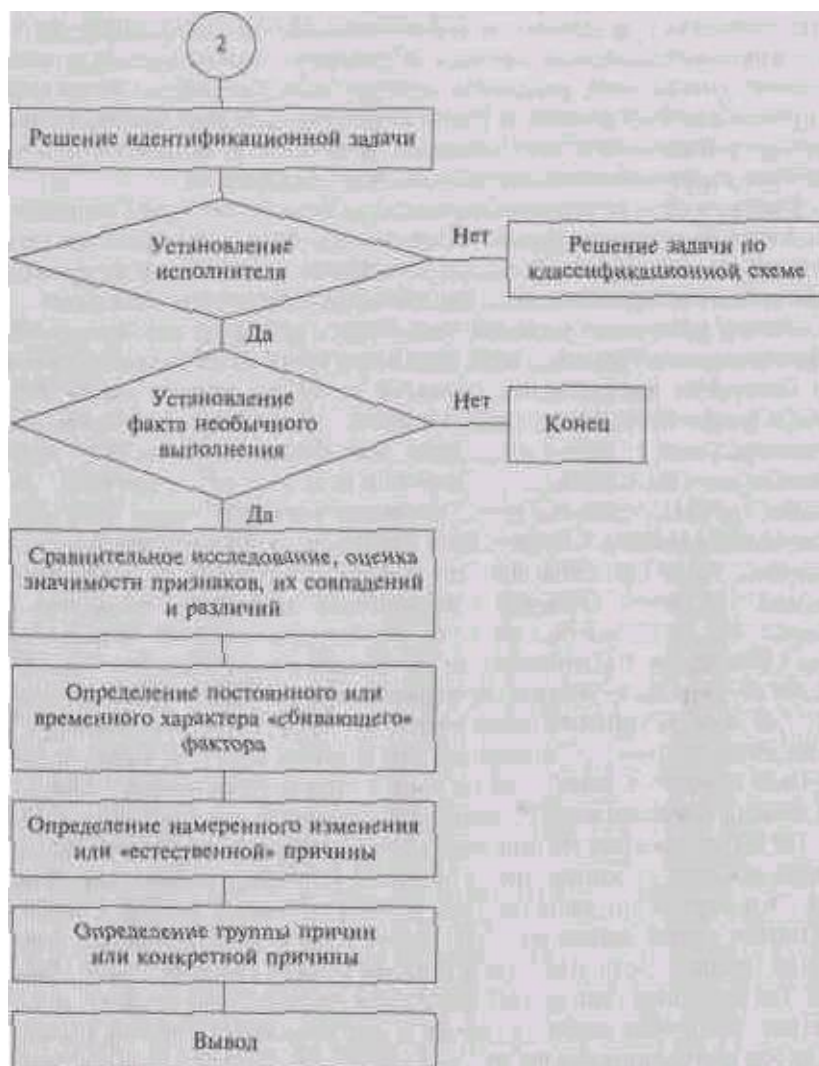 2
Решение идентификационной задачи
Установление
исполнителя
Нет
Решение задачи по
классификационной схеме
Да
Установление
факта необычного
выполнения
Нет
Конец
Да
Сравнительное исследование, оценка
значимости признаков, их совпадений
и различий
Определение постоянного или
временного характера «сбивающего»
фактора
Определение намеренного изменения
или «естественной» причины
Определение группы причин
или конкретной причины
Вывод